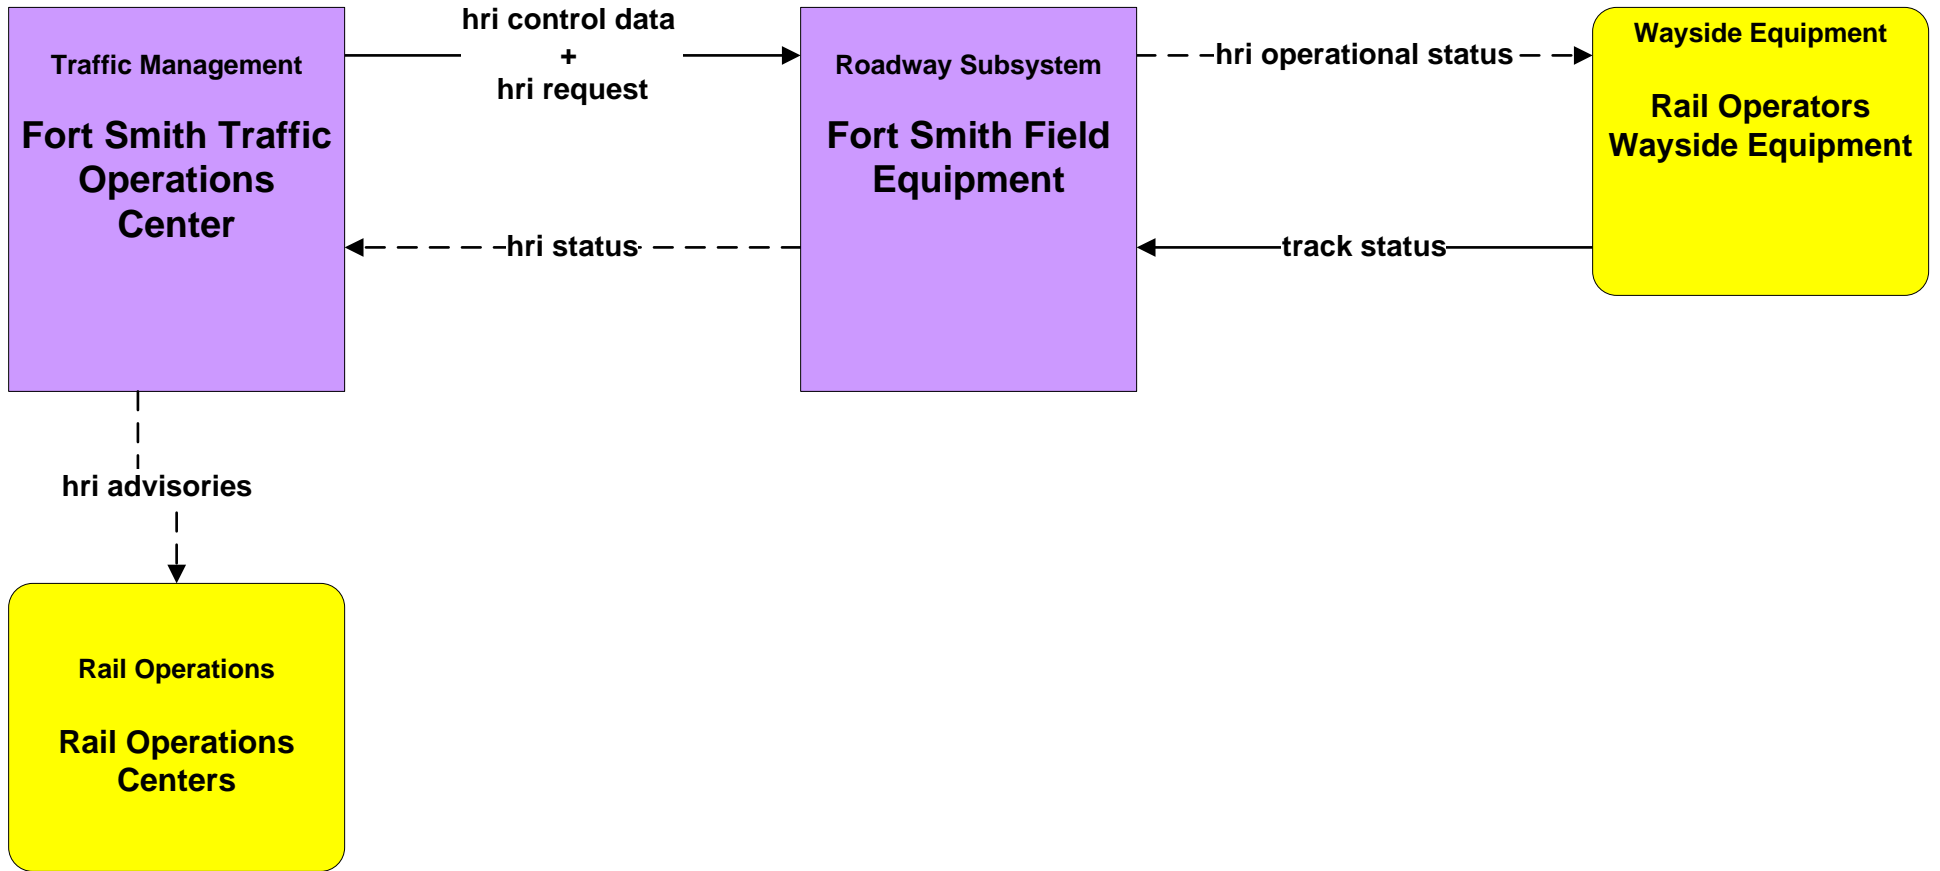 Traffic Management
Fort Smith Traffic
Operations
Center
hri control data
+
hri request
Roadway Subsystem
Fort Smith Field
Equipment
hri operational status
Wayside Equipment
Rail Operators
Wayside Equipment
hri status
track status
hri advisories
Rail Operations
Rail Operations
Centers